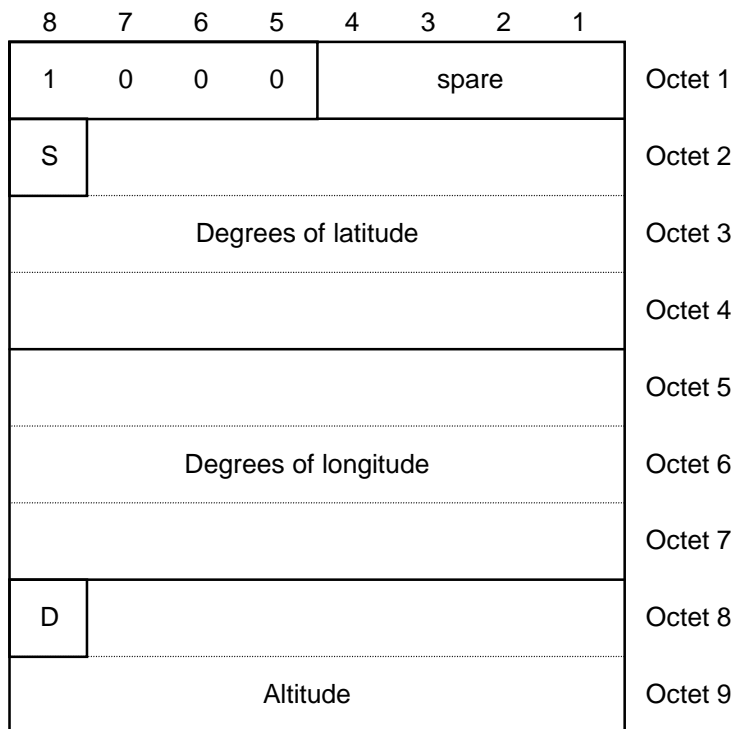 8 7 6 5 4 3 2 1
1 0 0 0 spare Octet 1
S Octet 2
Degrees of latitude Octet 3
Octet 4
Octet 5
Degrees of longitude Octet 6
Octet 7
D Octet 8
Altitude Octet 9